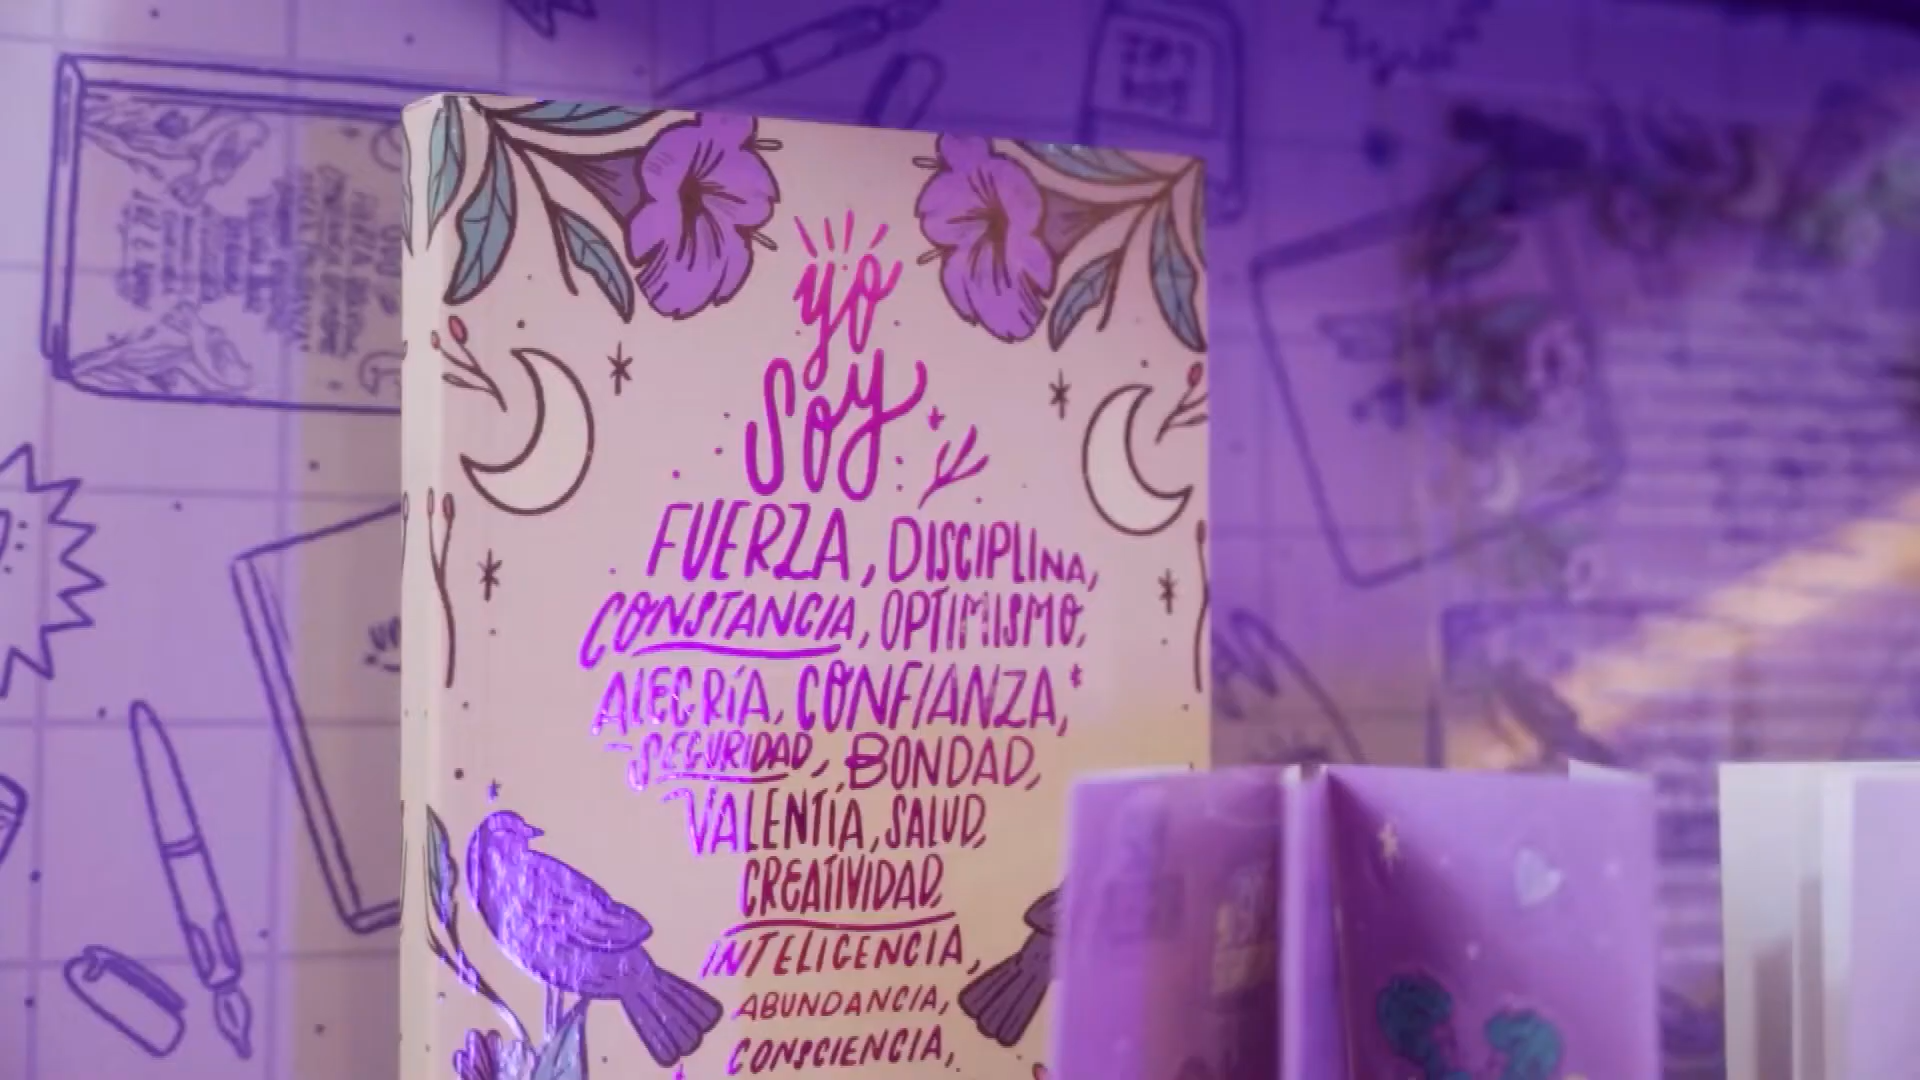 yo
Soy
FUERZA, DISCIPLINA,
CONSTANCIA, OPTIMISMO,
ALEGRÍA, CONFIANZA,
SEGURIDAD, BONDAD,
VALENTÍA, SALUD,
CREATIVIDAD,
INTELIGENCIA,
ABUNDANCIA,
CONSCIENCIA,